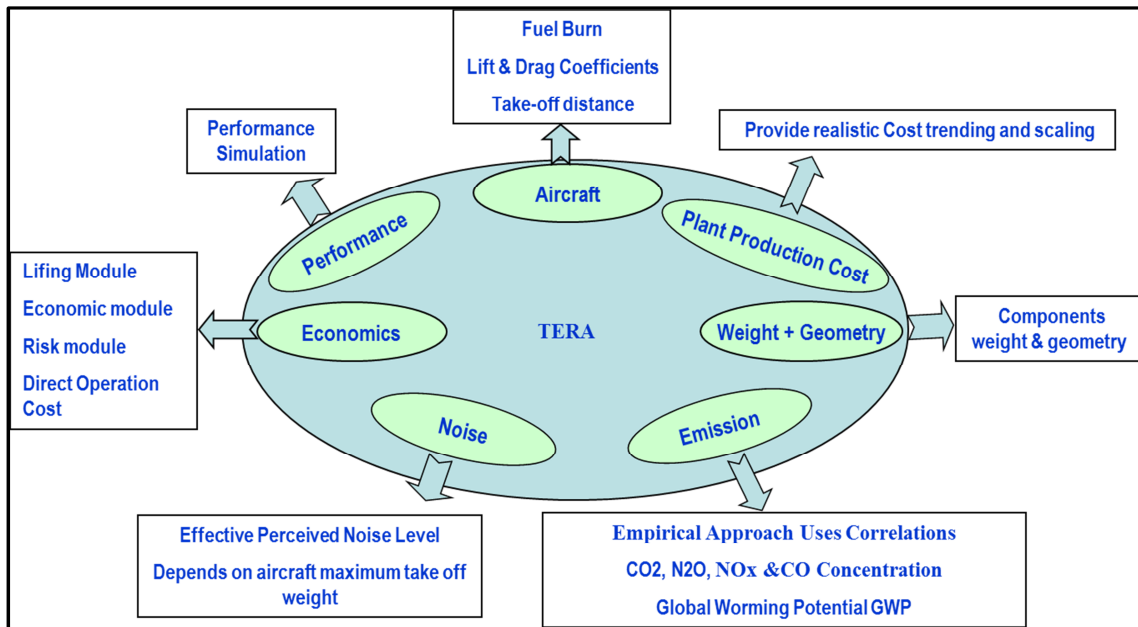 Fuel Burn
Lift & Drag Coefficients
Take-off distance
Performance
Simulation
Provide realistic Cost trending and scaling
Aircraft
Performance
Plant Production Cost
Lifing Module
Economic module
Risk module
Direct Operation
Cost
Economics
TERA
Weight + Geometry
Components
weight & geometry
Noise
Emission
Effective Perceived Noise Level
Depends on aircraft maximum take off
weight
Empirical Approach Uses Correlations
CO2, N2O, NOx &CO Concentration
Global Worming Potential GWP